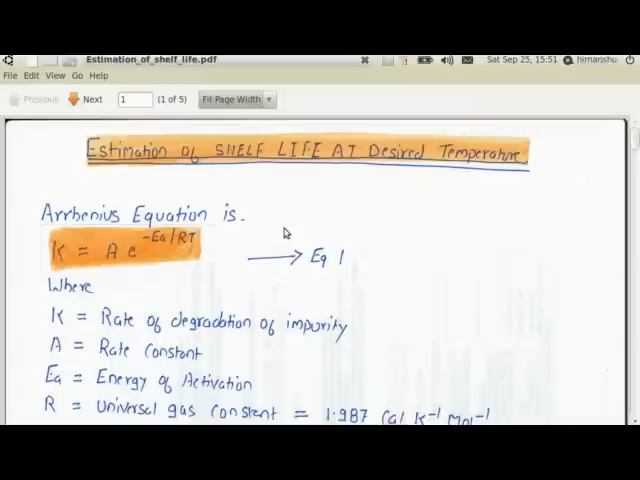 Estimation_of_shelf_life.pdf
Sat Sep 25, 15:51 himanshu
File Edit View Go Help
Previous Next 1 (1 of 5) Fit Page Width
Estimation of SHELF LIFE AT Desired Temperature
Arrhenius Equation is.
K = A e^-Ea/RT → Eq 1
Where
K = Rate of degradation of impurity
A = Rate Constant
Ea = Energy of Activation
R = Universal gas constant = 1.987 Cal K⁻¹ Mol⁻¹